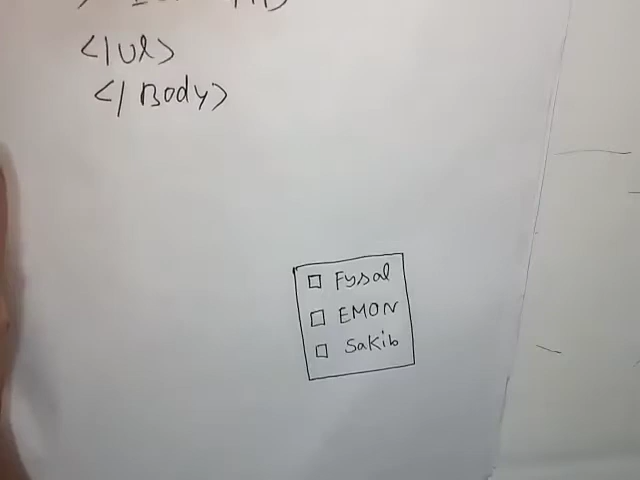 </Ul>
</Body>
Fysal
EMON
Sakib